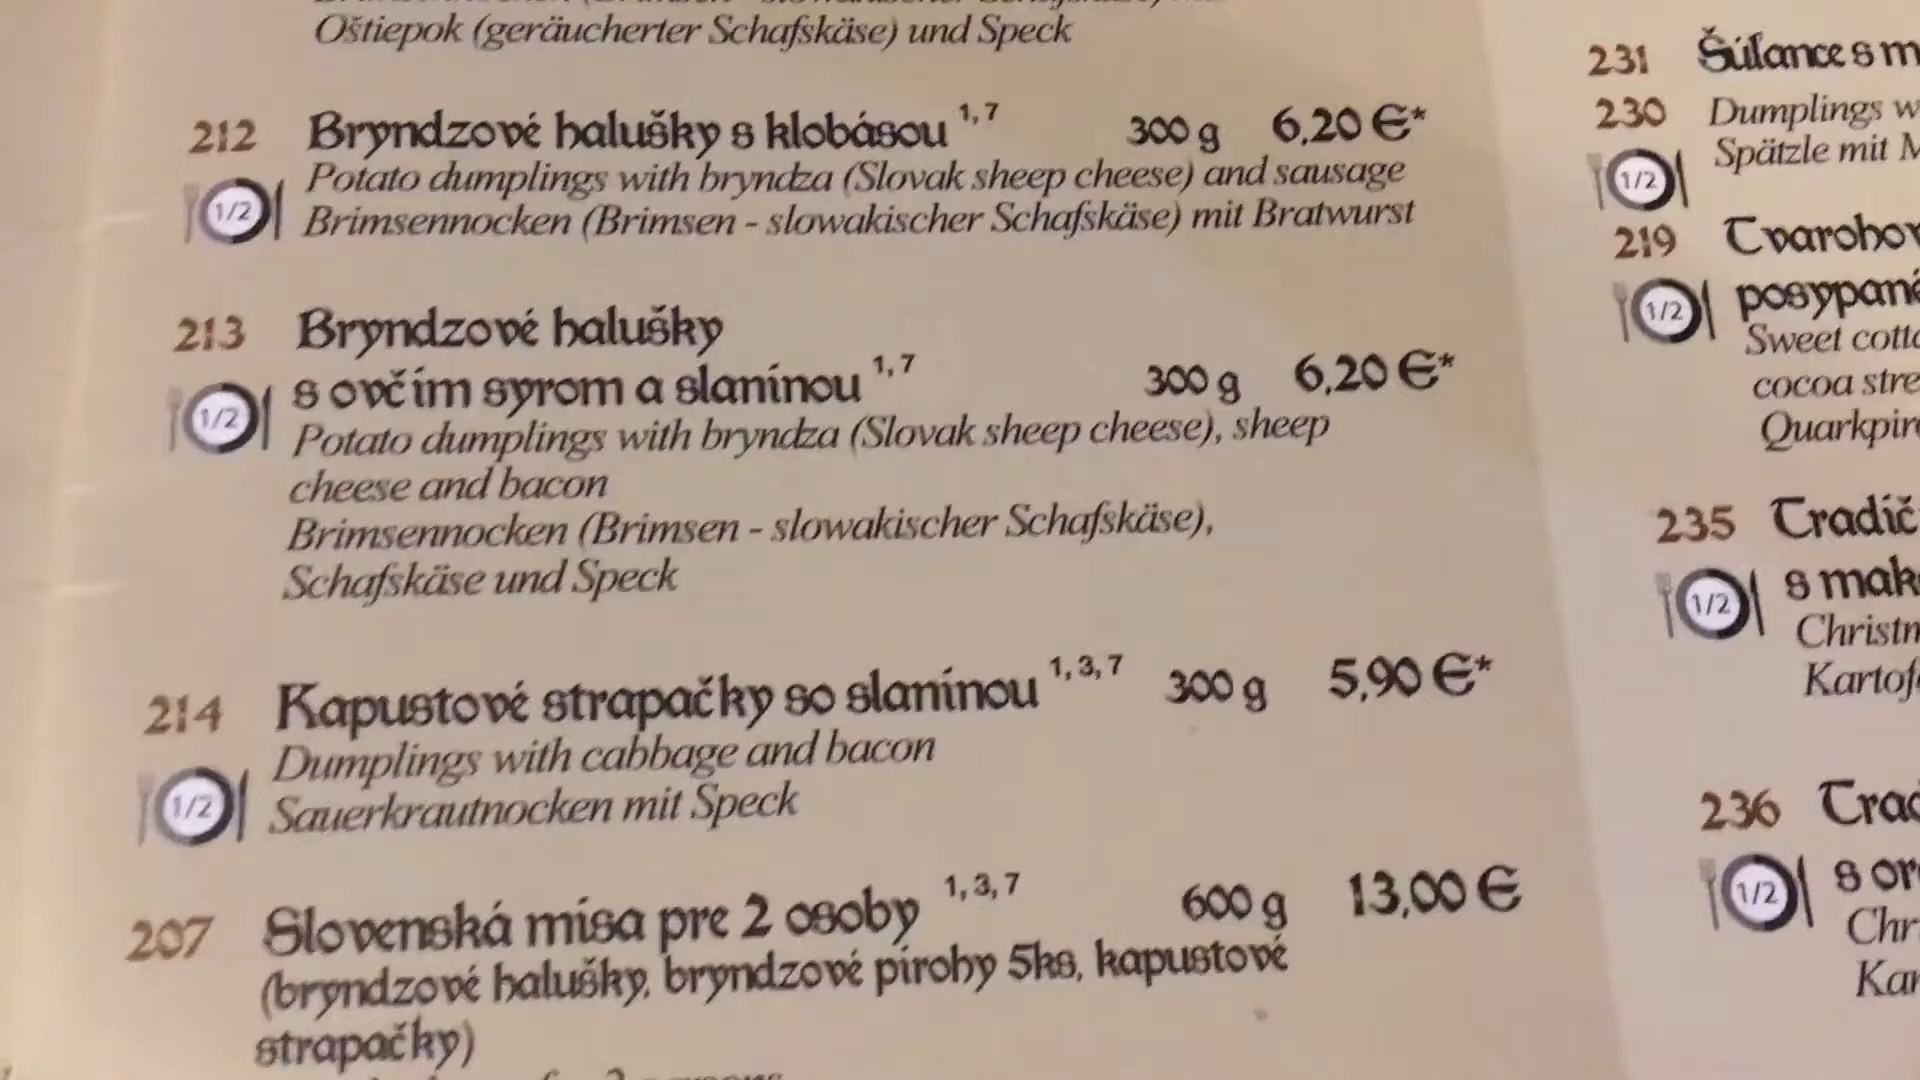 Oštiepok (geräucherter Schafskäse) und Speck
212 Bryndzové halušky s klobásou 1,7 300 g 6,20 €*
Potato dumplings with bryndza (Slovak sheep cheese) and sausage
1/2 Brimsennocken (Brimsen - slowakischer Schafskäse) mit Bratwurst
213 Bryndzové halušky
s ovčím syrom a slaninou 1,7 300 g 6,20 €*
1/2
Potato dumplings with bryndza (Slovak sheep cheese), sheep
cheese and bacon
Brimsennocken (Brimsen - slowakischer Schafskäse),
Schafskäse und Speck
214 Kapustové strapačky so slaninou 1,3,7 300 g 5,90 €*
Dumplings with cabbage and bacon
1/2 Sauerkrautnocken mit Speck
207 Slovenská misa pre 2 osoby 1,3,7 600 g 13,00 €
(bryndzové halušky, bryndzové pirohy 5ks, kapustové
strapačky)
231 Šúľance s m
230 Dumplings w
1/2 Spätzle mit M
219 Tvarohov
1/2 posypané
Sweet cotta
cocoa stre
Quarkpiro
235 Tradič
1/2 s mak
Christm
Kartofe
236 Trad
1/2 s or
Chr
Kar